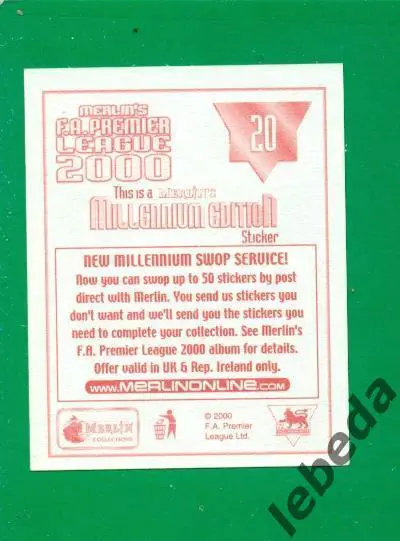 MERLIN'S
F.A. PREMIER
LEAGUE
2000
20
This is a MERLIN'S
MILLENNIUM EDITION
Sticker
NEW MILLENNIUM SWOP SERVICE!
Now you can swop up to 50 stickers by post
direct with Merlin. You send us stickers you
don't want and we'll send you the stickers you
need to complete your collection. See Merlin's
F.A. Premier League 2000 album for details.
Offer valid in UK & Rep. Ireland only.
www.MERLINONLINE.COM
MERLIN
COLLECTIONS
© 2000
F.A. Premier
League Ltd.
lebeda